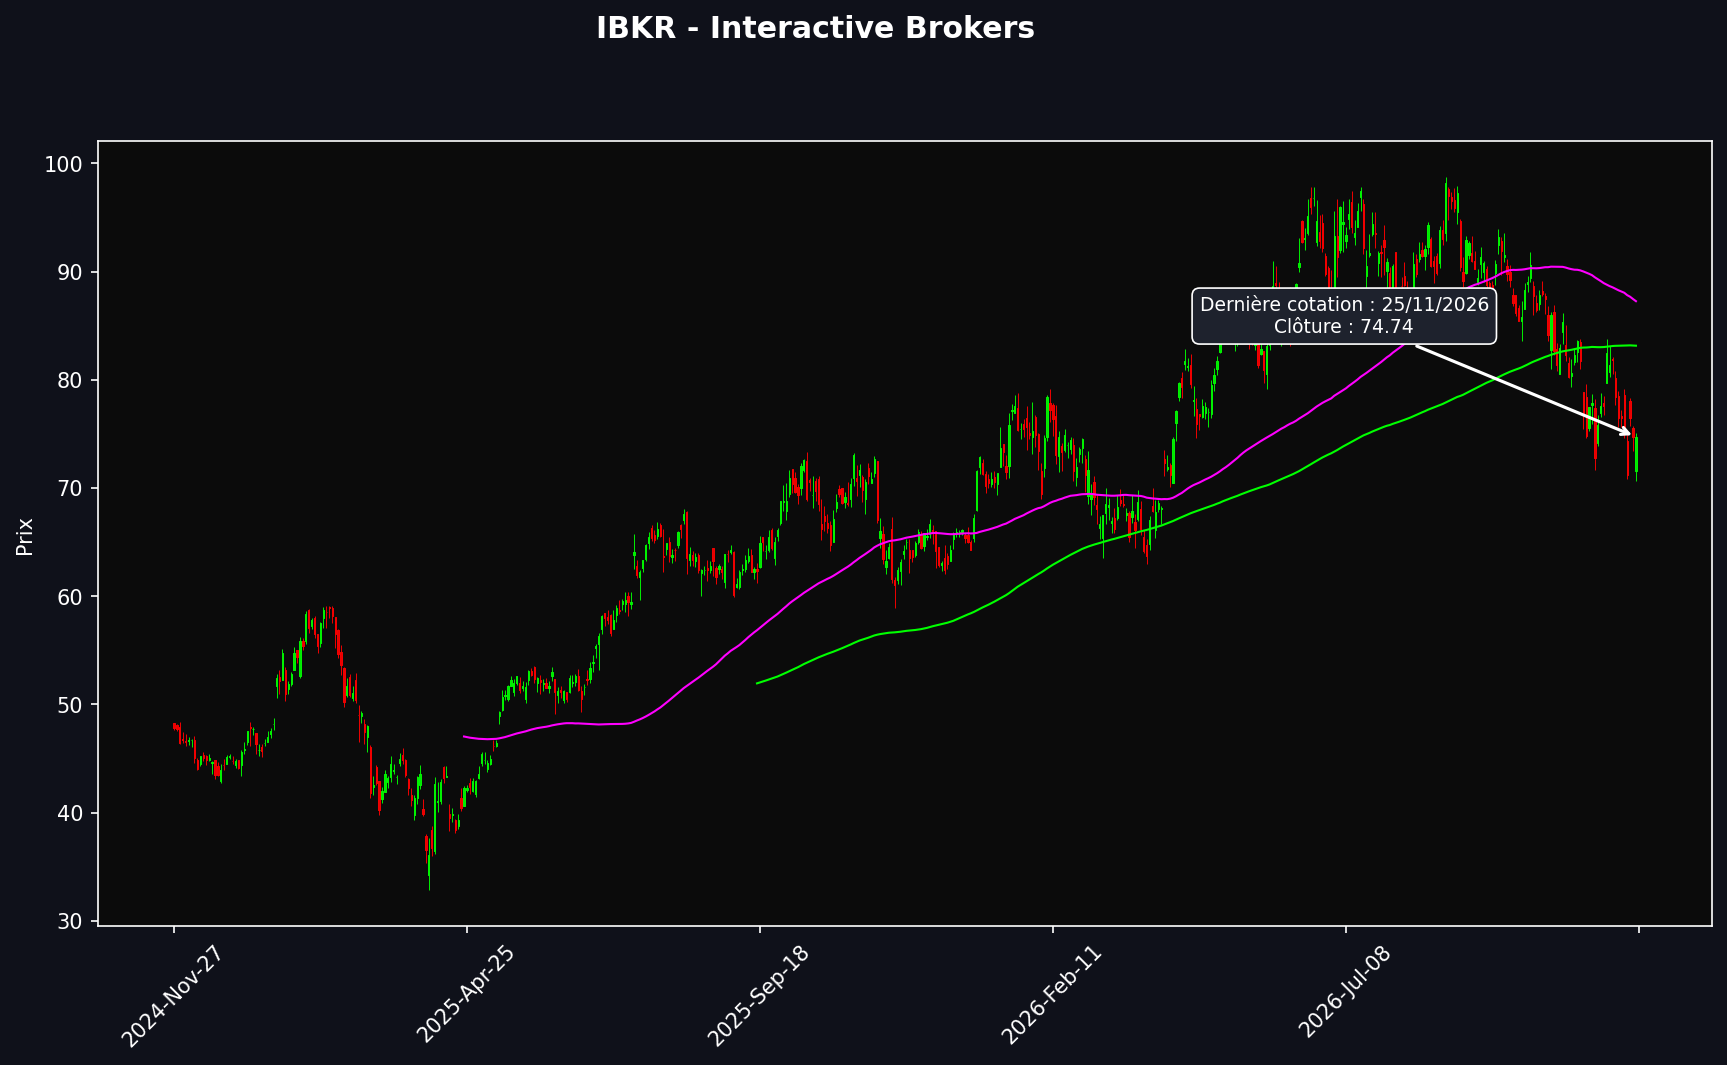 IBKR - Interactive Brokers
Prix
100
90
80
70
60
50
40
30
Dernière cotation : 25/11/2026
Clôture : 74.74
2024-Nov-27
2025-Apr-25
2025-Sep-18
2026-Feb-11
2026-Jul-08